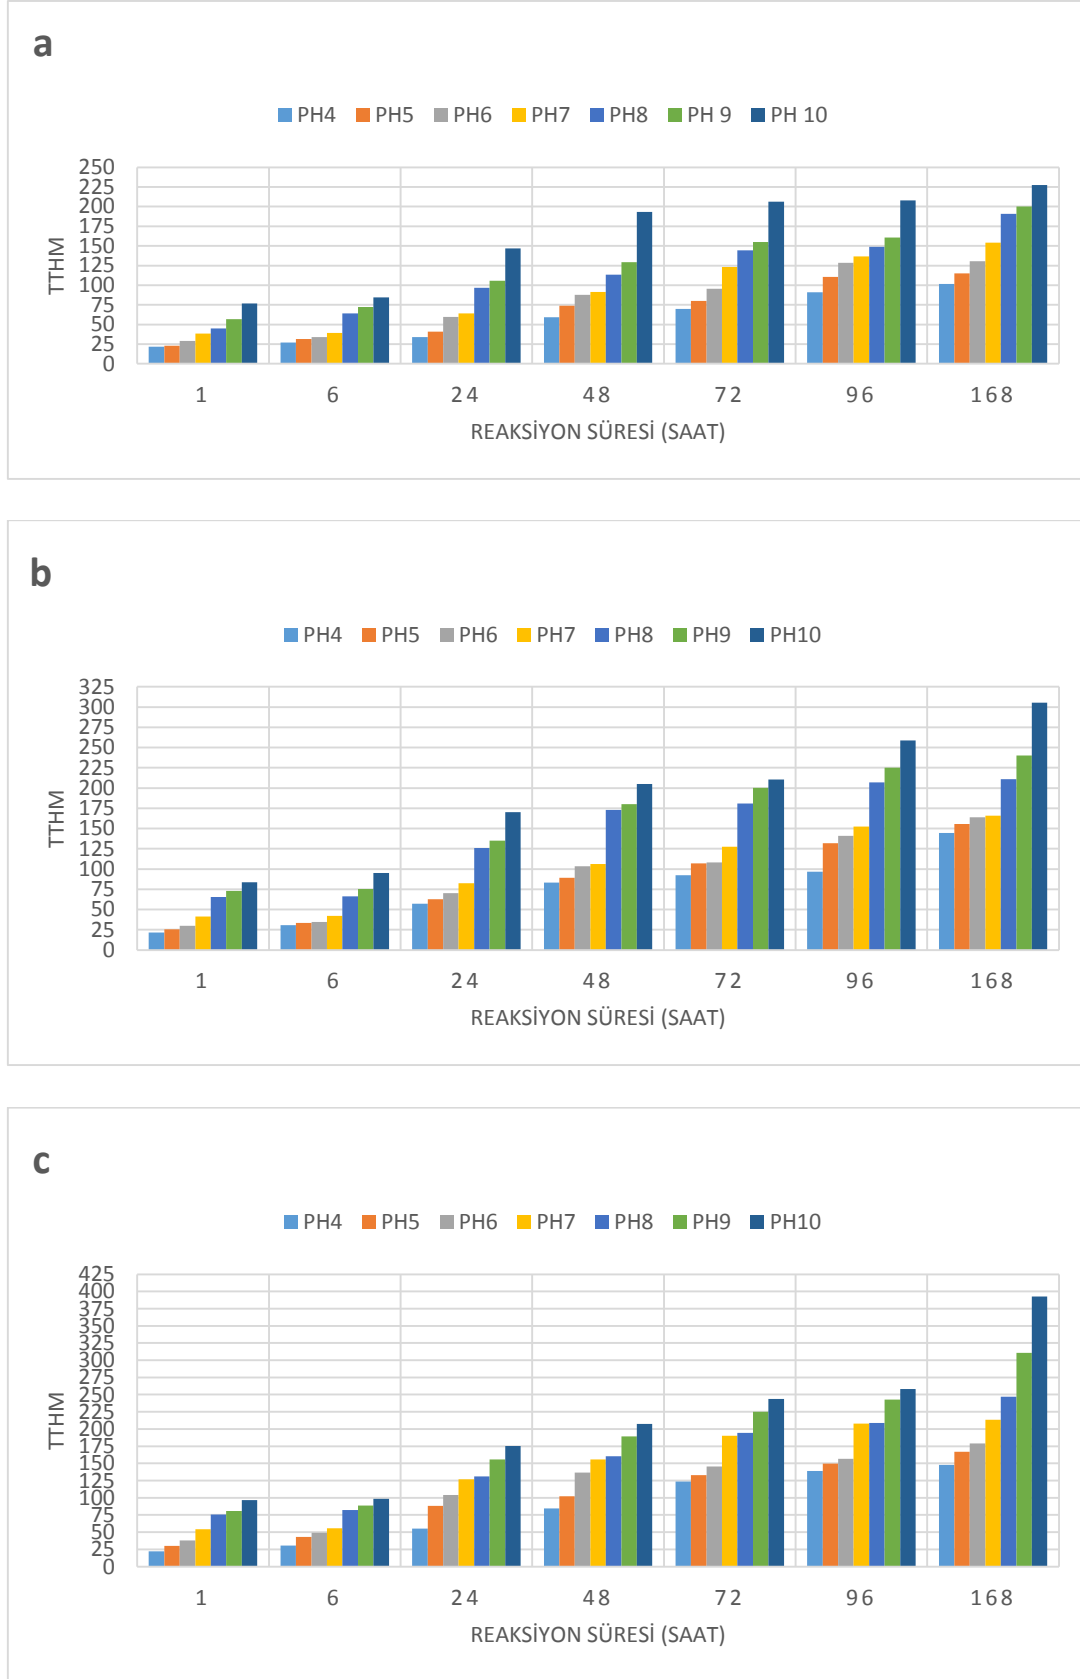 a
PH4 PH5 PH6 PH7 PH8 PH 9 PH 10
250
225
200
175
150
125
100
75
50
25
0
TTHM
1 6 24 48 72 96 168
REAKSİYON SÜRESİ (SAAT)
b
PH4 PH5 PH6 PH7 PH8 PH9 PH10
325
300
275
250
225
200
175
150
125
100
75
50
25
0
TTHM
1 6 24 48 72 96 168
REAKSİYON SÜRESİ (SAAT)
c
PH4 PH5 PH6 PH7 PH8 PH9 PH10
425
400
375
350
325
300
275
250
225
200
175
150
125
100
75
50
25
0
TTHM
1 6 24 48 72 96 168
REAKSİYON SÜRESİ (SAAT)